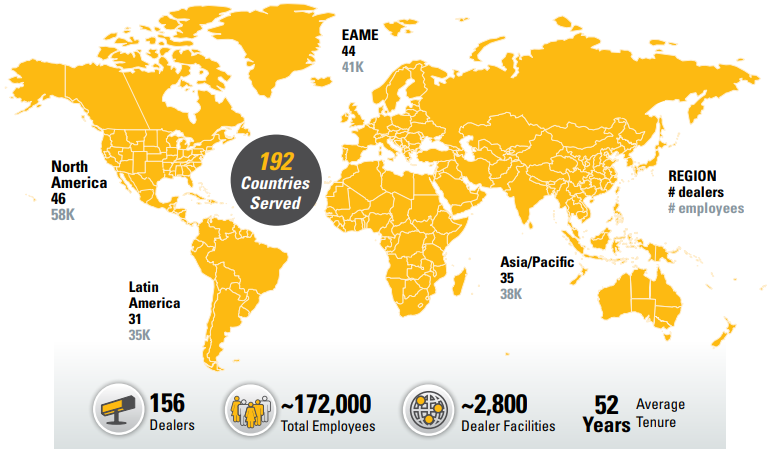 EAME
44
41K
North
America
46
58K
192
Countries
Served
REGION
# dealers
# employees
Asia/Pacific
35
38K
Latin
America
31
35K
156
Dealers
~172,000
Total Employees
~2,800
Dealer Facilities
52
Years
Average
Tenure